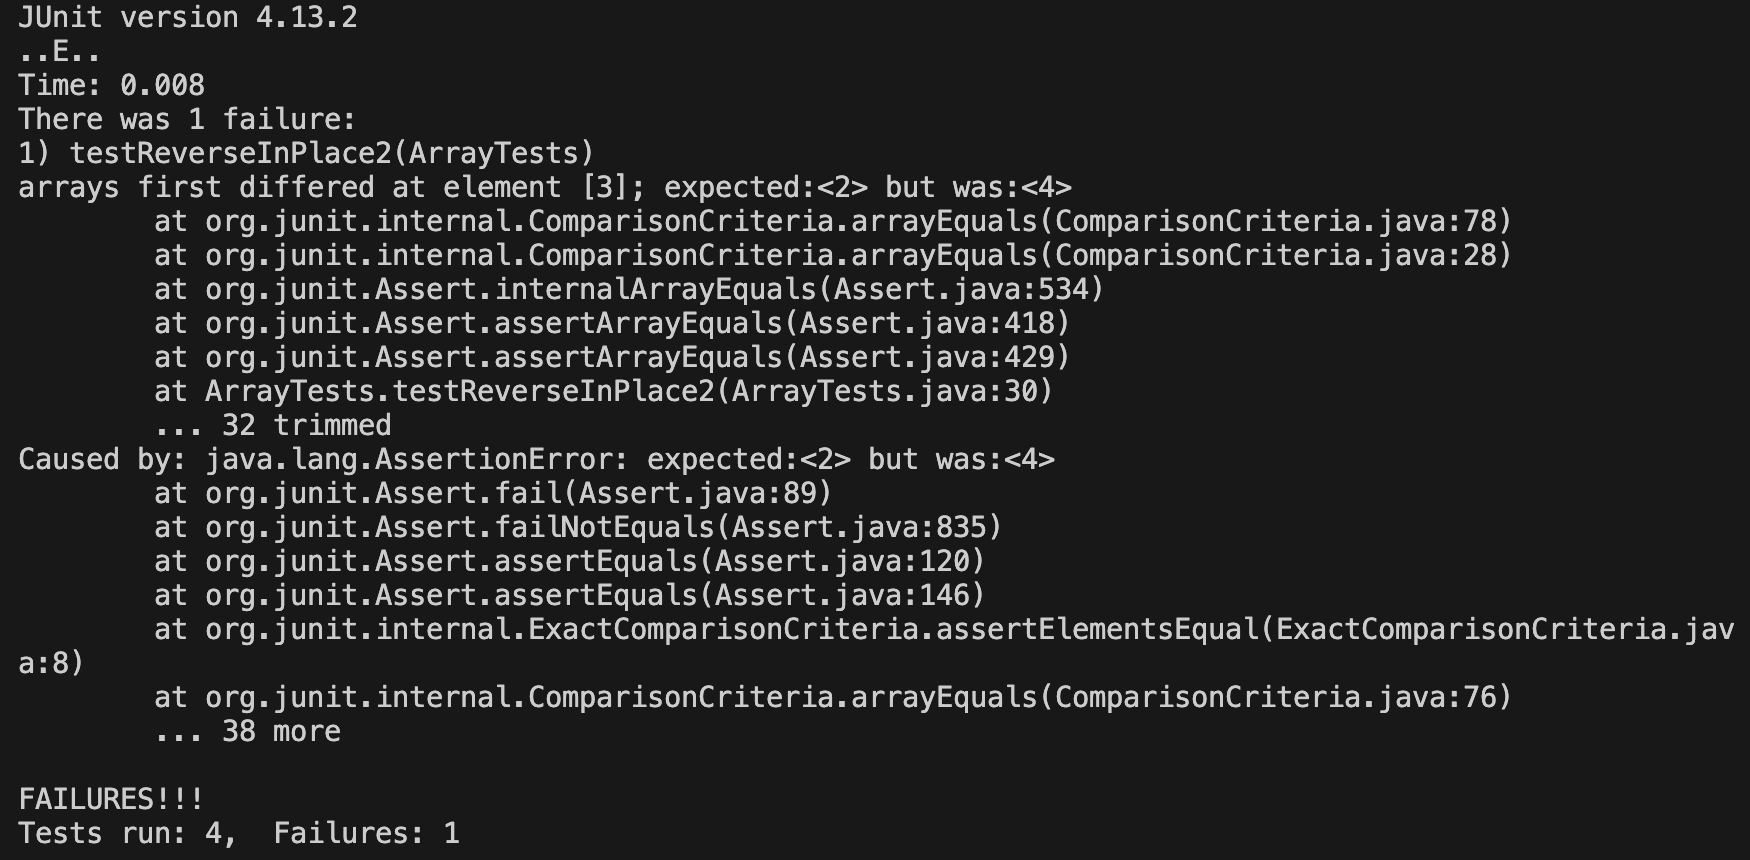 JUnit version 4.13.2
..E..
Time: 0.008
There was 1 failure:
1) testReverseInPlace2(ArrayTests)
arrays first differed at element [3]; expected:<2> but was:<4>
        at org.junit.internal.ComparisonCriteria.arrayEquals(ComparisonCriteria.java:78)
        at org.junit.internal.ComparisonCriteria.arrayEquals(ComparisonCriteria.java:28)
        at org.junit.Assert.internalArrayEquals(Assert.java:534)
        at org.junit.Assert.assertArrayEquals(Assert.java:418)
        at org.junit.Assert.assertArrayEquals(Assert.java:429)
        at ArrayTests.testReverseInPlace2(ArrayTests.java:30)
        ... 32 trimmed
Caused by: java.lang.AssertionError: expected:<2> but was:<4>
        at org.junit.Assert.fail(Assert.java:89)
        at org.junit.Assert.failNotEquals(Assert.java:835)
        at org.junit.Assert.assertEquals(Assert.java:120)
        at org.junit.Assert.assertEquals(Assert.java:146)
        at org.junit.internal.ExactComparisonCriteria.assertElementsEqual(ExactComparisonCriteria.jav
a:8)
        at org.junit.internal.ComparisonCriteria.arrayEquals(ComparisonCriteria.java:76)
        ... 38 more

FAILURES!!!
Tests run: 4,  Failures: 1